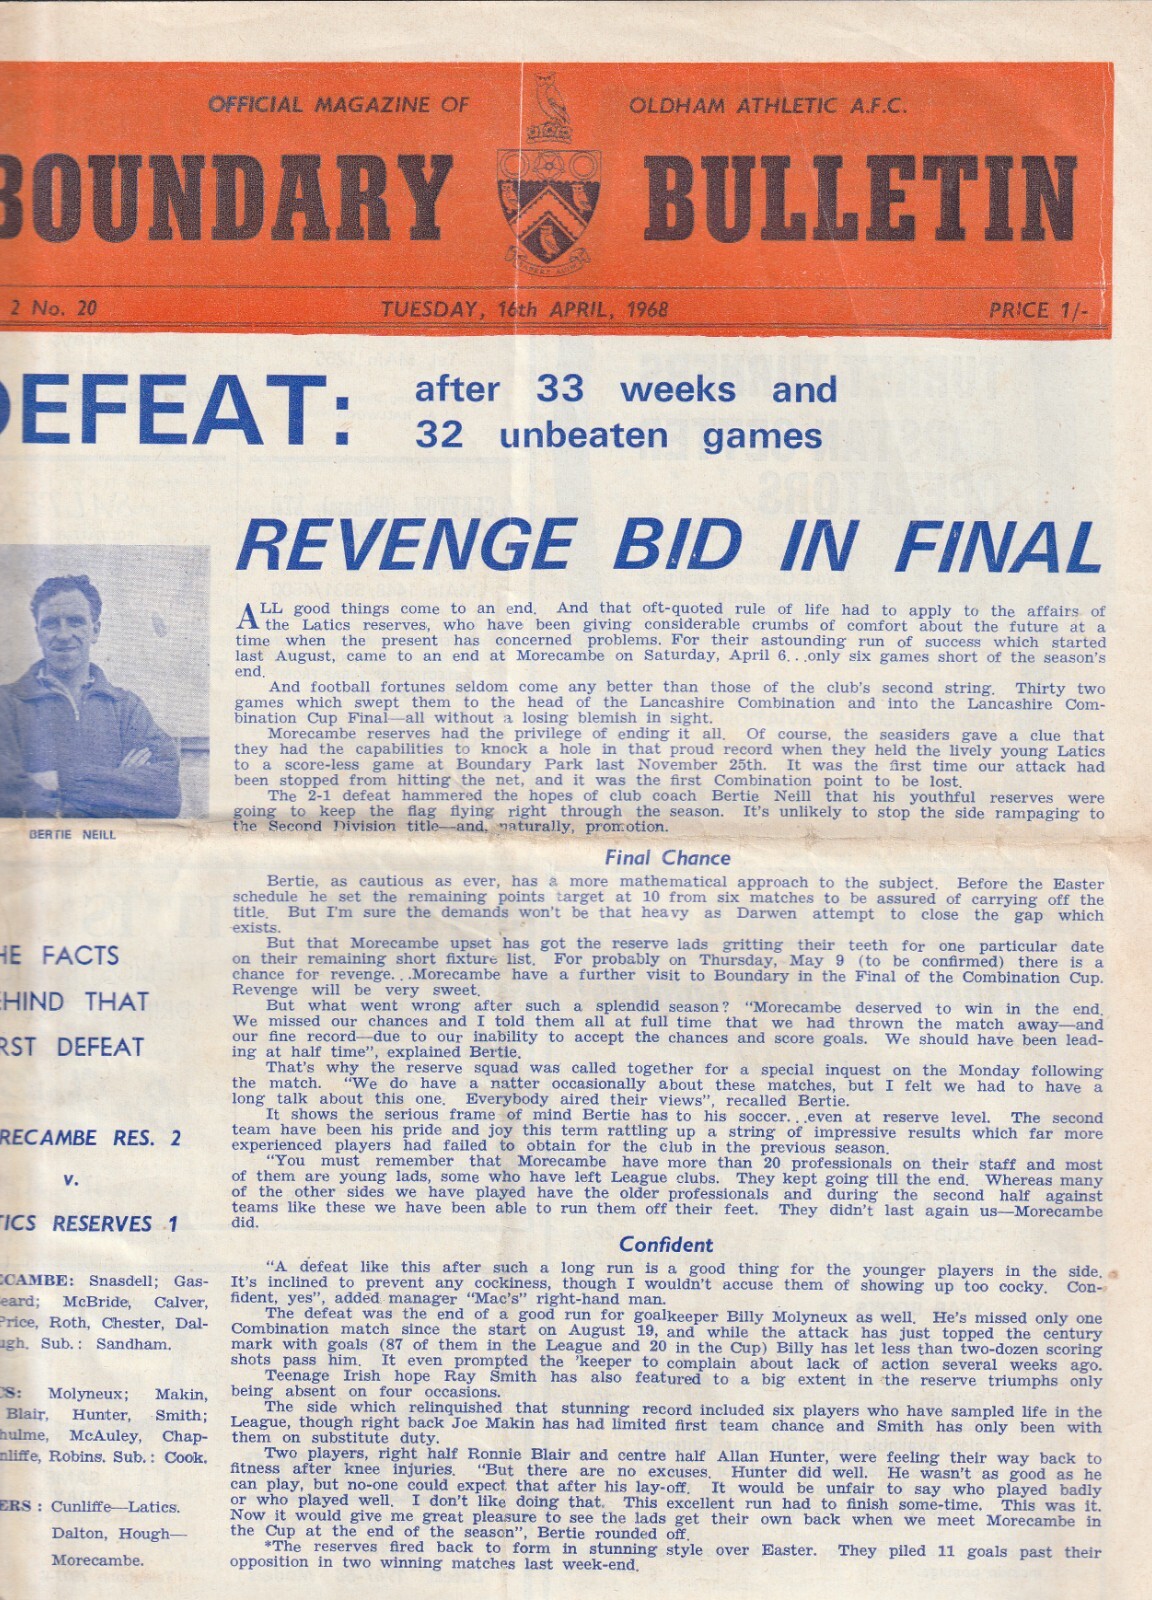 OFFICIAL MAGAZINE OF OLDHAM ATHLETIC A.F.C.
BOUNDARY BULLETIN
2 No. 20 TUESDAY, 16th APRIL, 1968 PRICE 1/-
DEFEAT: after 33 weeks and
32 unbeaten games
REVENGE BID IN FINAL
ALL good things come to an end. And that oft-quoted rule of life had to apply to the affairs of
the Latics reserves, who have been giving considerable crumbs of comfort about the future at a
time when the present has concerned problems. For their astounding run of success which started
last August, came to an end at Morecambe on Saturday, April 6...only six games short of the season's
end.
And football fortunes seldom come any better than those of the club's second string. Thirty two
games which swept them to the head of the Lancashire Combination and into the Lancashire Com-
bination Cup Final—all without a losing blemish in sight.
Morecambe reserves had the privilege of ending it all. Of course, the seasiders gave a clue that
they had the capabilities to knock a hole in that proud record when they held the lively young Latics
to a score-less game at Boundary Park last November 25th. It was the first time our attack had
been stopped from hitting the net, and it was the first Combination point to be lost.
The 2-1 defeat hammered the hopes of club coach Bertie Neill that his youthful reserves were
going to keep the flag flying right through the season. It's unlikely to stop the side rampaging to
the Second Division title—and, naturally, promotion.
BERTIE NEILL
Final Chance
Bertie, as cautious as ever, has a more mathematical approach to the subject. Before the Easter
schedule he set the remaining points target at 10 from six matches to be assured of carrying off the
title. But I'm sure the demands won't be that heavy as Darwen attempt to close the gap which
exists.
But that Morecambe upset has got the reserve lads gritting their teeth for one particular date
on their remaining short fixture list. For probably on Thursday, May 9 (to be confirmed) there is a
chance for revenge...Morecambe have a further visit to Boundary in the Final of the Combination Cup.
Revenge will be very sweet.
But what went wrong after such a splendid season? "Morecambe deserved to win in the end.
We missed our chances and I told them all at full time that we had thrown the match away—and
our fine record—due to our inability to accept the chances and score goals. We should have been lead-
ing at half time", explained Bertie.
That's why the reserve squad was called together for a special inquest on the Monday following
the match. "We do have a natter occasionally about these matches, but I felt we had to have a
long talk about this one. Everybody aired their views", recalled Bertie.
It shows the serious frame of mind Bertie has to his soccer...even at reserve level. The second
team have been his pride and joy this term rattling up a string of impressive results which far more
experienced players had failed to obtain for the club in the previous season.
"You must remember that Morecambe have more than 20 professionals on their staff and most
of them are young lads, some who have left League clubs. They kept going till the end. Whereas many
of the other sides we have played have the older professionals and during the second half against
teams like these we have been able to run them off their feet. They didn't last again us—Morecambe
did.
Confident
"A defeat like this after such a long run is a good thing for the younger players in the side.
It's inclined to prevent any cockiness, though I wouldn't accuse them of showing up too cocky. Con-
fident, yes", added manager "Mac's" right-hand man.
The defeat was the end of a good run for goalkeeper Billy Molyneux as well. He's missed only one
Combination match since the start on August 19, and while the attack has just topped the century
mark with goals (87 of them in the League and 20 in the Cup) Billy has let less than two-dozen scoring
shots pass him. It even prompted the 'keeper to complain about lack of action several weeks ago.
Teenage Irish hope Ray Smith has also featured to a big extent in the reserve triumphs only
being absent on four occasions.
The side which relinquished that stunning record included six players who have sampled life in the
League, though right back Joe Makin has had limited first team chance and Smith has only been with
them on substitute duty.
Two players, right half Ronnie Blair and centre half Allan Hunter, were feeling their way back to
fitness after knee injuries. "But there are no excuses. Hunter did well. He wasn't as good as he
can play, but no-one could expect that after his lay-off. It would be unfair to say who played badly
or who played well. I don't like doing that. This excellent run had to finish some-time. This was it.
Now it would give me great pleasure to see the lads get their own back when we meet Morecambe in
the Cup at the end of the season", Bertie rounded off.
*The reserves fired back to form in stunning style over Easter. They piled 11 goals past their
opposition in two winning matches last week-end.
HE FACTS
EHIND THAT
RST DEFEAT
RECAMBE RES. 2
v.
TICS RESERVES 1
ECAMBE: Snasdell; Gas-
eard; McBride, Calver,
Price, Roth, Chester, Dal-
ugh. Sub.: Sandham.
CS: Molyneux; Makin,
Blair, Hunter, Smith;
hulme, McAuley, Chap-
nliffe, Robins. Sub.: Cook.
ERS: Cunliffe—Latics.
Dalton, Hough—
Morecambe.